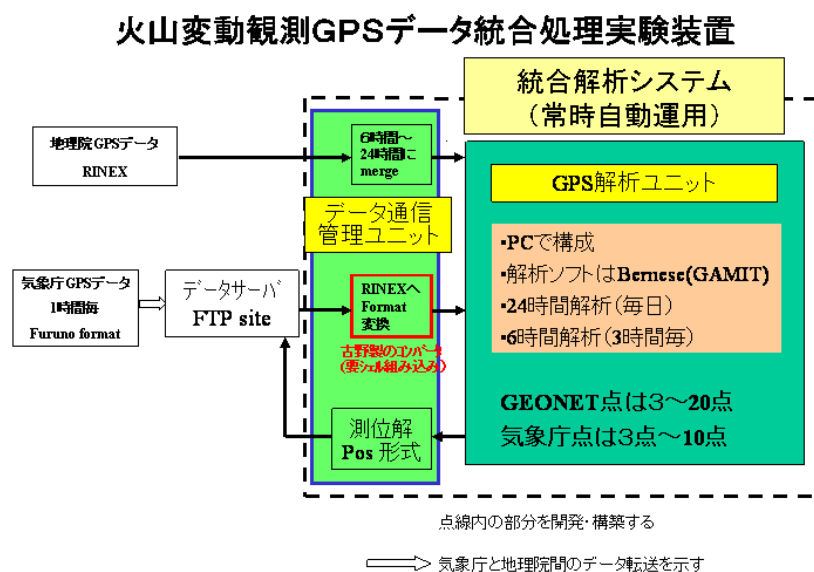 火山変動観測GPSデータ統合処理実験装置
統合解析システム
（常時自動運用）
地理院GPSデータ
RINEX
6時間～
24時間に
merge
GPS解析ユニット
データ通信
管理ユニット
・PCで構成
・解析ソフトはBernese(GAMIT)
・24時間解析（毎日）
・6時間解析（3時間毎）
気象庁GPSデータ
1時間毎
Furuno format
データサーバ
FTP site
RINEXへ
Format
変換
古野製のコンバータ
(要シェル組み込み)
GEONET点は３～20点
気象庁点は３点～10点
測位解
Pos 形式
点線内の部分を開発・構築する
気象庁と地理院間のデータ転送を示す